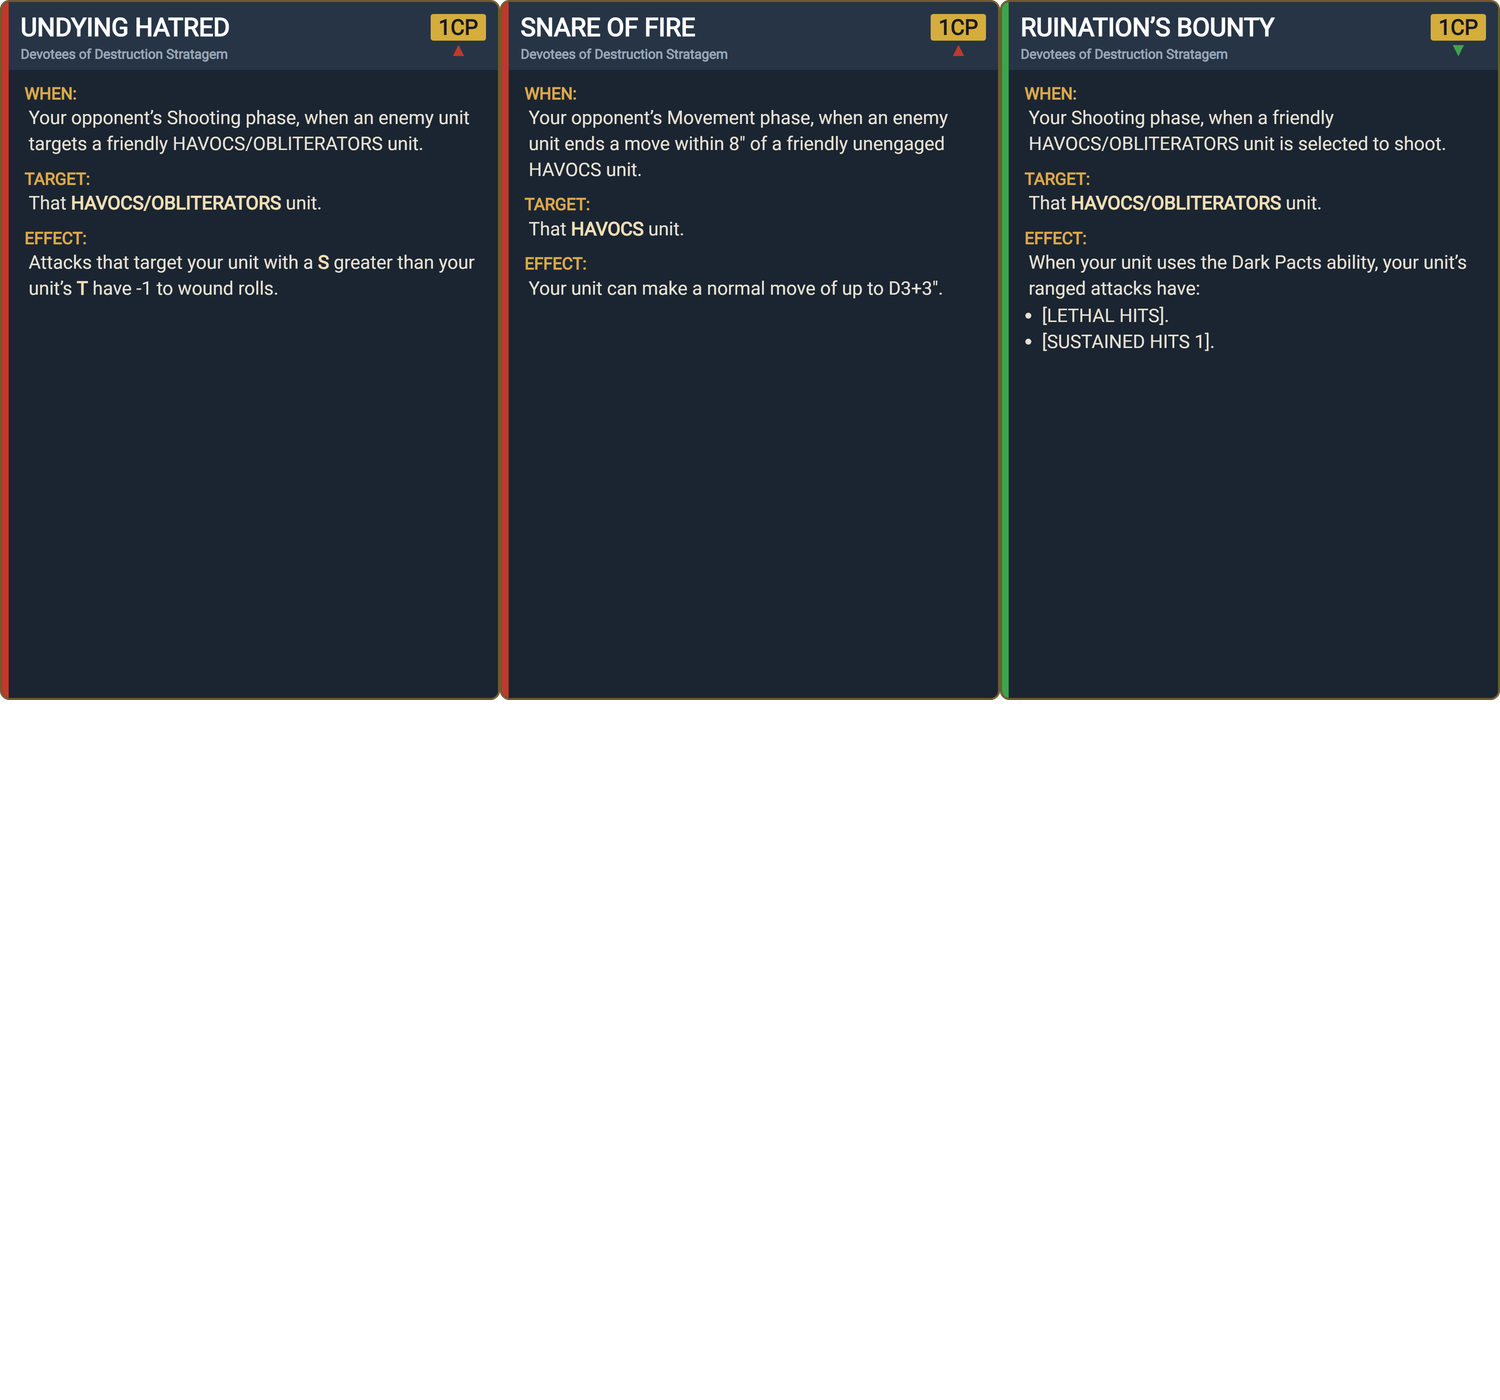 UNDYING HATRED
1CP
Devotees of Destruction Stratagem
WHEN:
Your opponent’s Shooting phase, when an enemy unit
targets a friendly HAVOCS/OBLITERATORS unit.
TARGET:
That HAVOCS/OBLITERATORS unit.
EFFECT:
Attacks that target your unit with a S greater than your
unit’s T have -1 to wound rolls.
SNARE OF FIRE
1CP
Devotees of Destruction Stratagem
WHEN:
Your opponent’s Movement phase, when an enemy
unit ends a move within 8" of a friendly unengaged
HAVOCS unit.
TARGET:
That HAVOCS unit.
EFFECT:
Your unit can make a normal move of up to D3+3".
RUINATION’S BOUNTY
1CP
Devotees of Destruction Stratagem
WHEN:
Your Shooting phase, when a friendly
HAVOCS/OBLITERATORS unit is selected to shoot.
TARGET:
That HAVOCS/OBLITERATORS unit.
EFFECT:
When your unit uses the Dark Pacts ability, your unit’s
ranged attacks have:
• [LETHAL HITS].
• [SUSTAINED HITS 1].